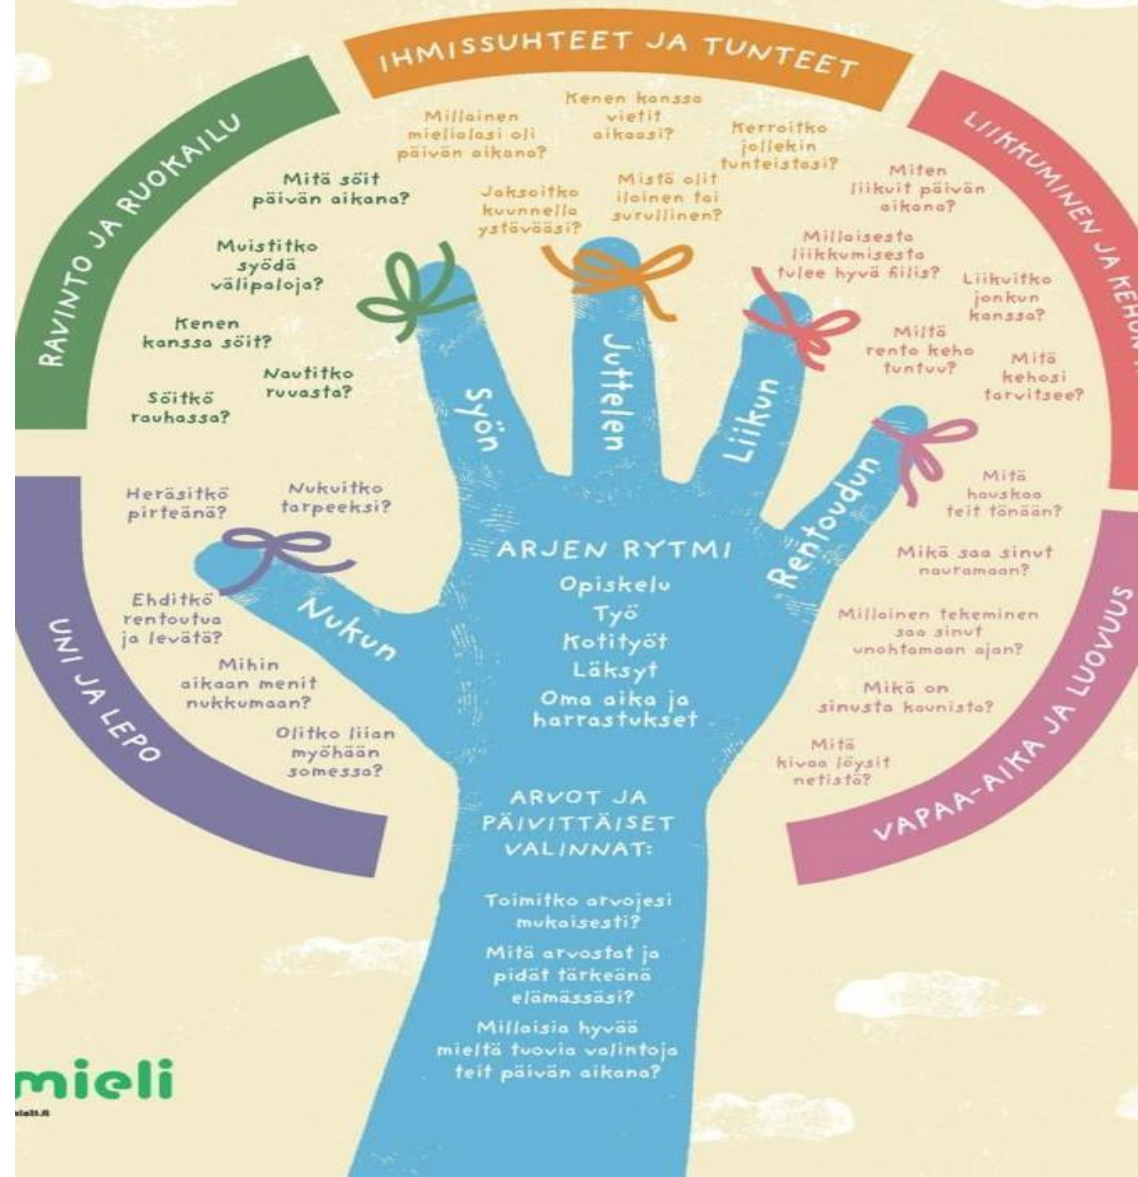 IHMISSUHTEET JA TUNTEET
Millainen
mielialasi oli
päivän aikana?
Kenen kanssa
vietit
aikaasi?
Kerroitko
jollekin
tunteistasi?
Jaksoitko
kuunnella
ystävääsi?
Mistä olit
iloinen tai
surullinen?
RAVINTO JA RUOKAILU
Mitä söit
päivän aikana?
Muistitko
syödä
välipaloja?
Kenen
kanssa söit?
Nautitko
ruuasta?
Söitkö
rauhassa?
LIIKKUMINEN JA KEHON
Miten
liikuit päivän
aikana?
Millaisesta
liikkumisesta
tulee hyvä fiilis?
Liikuitko
jonkun
kanssa?
Miltä
rento keho
tuntuu?
Mitä
kehosi
tarvitsee?
UNI JA LEPO
Heräsitkö
pirteänä?
Nukuitko
tarpeeksi?
Ehditkö
rentoutua
ja levätä?
Mihin
aikaan menit
nukkumaan?
Olitko liian
myöhään
somessa?
VAPAA-AIKA JA LUOVUUS
Mitä
hauskaa
teit tänään?
Mikä saa sinut
nauramaan?
Millainen tekeminen
saa sinut
unohtamaan ajan?
Mikä on
sinusta kaunista?
Mitä
kivaa löysit
netistä?
Nukun
Syön
Juttelen
Liikun
Rentoudun
ARJEN RYTMI
Opiskelu
Työ
Kotityöt
Läksyt
Oma aika ja
harrastukset
ARVOT JA
PÄIVITTÄISET
VALINNAT:
Toimitko arvojesi
mukaisesti?
Mitä arvostat ja
pidät tärkeänä
elämässäsi?
Millaisia hyvää
mieltä tuovia valintoja
teit päivän aikana?
mieli